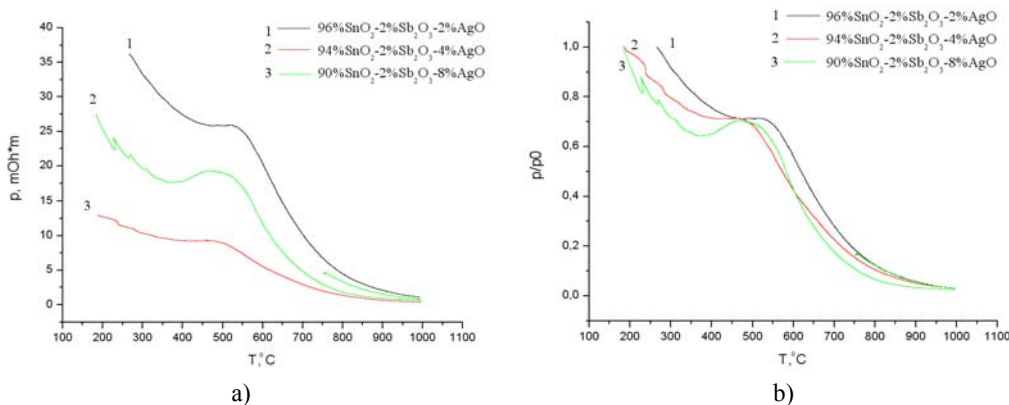 1 96%SnO₂-2%Sb₂O₃-2%AgO
2 94%SnO₂-2%Sb₂O₃-4%AgO
3 90%SnO₂-2%Sb₂O₃-8%AgO
40
35
30
25
20
15
10
5
0
p, mOh*m
1
2
3
100 200 300 400 500 600 700 800 900 1000 1100
T,°C
a)
1 96%SnO₂-2%Sb₂O₃-2%AgO
2 94%SnO₂-2%Sb₂O₃-4%AgO
3 90%SnO₂-2%Sb₂O₃-8%AgO
1,0
0,8
0,6
0,4
0,2
0,0
p/p0
2
1
3
100 200 300 400 500 600 700 800 900 1000 1100
T,°C
b)